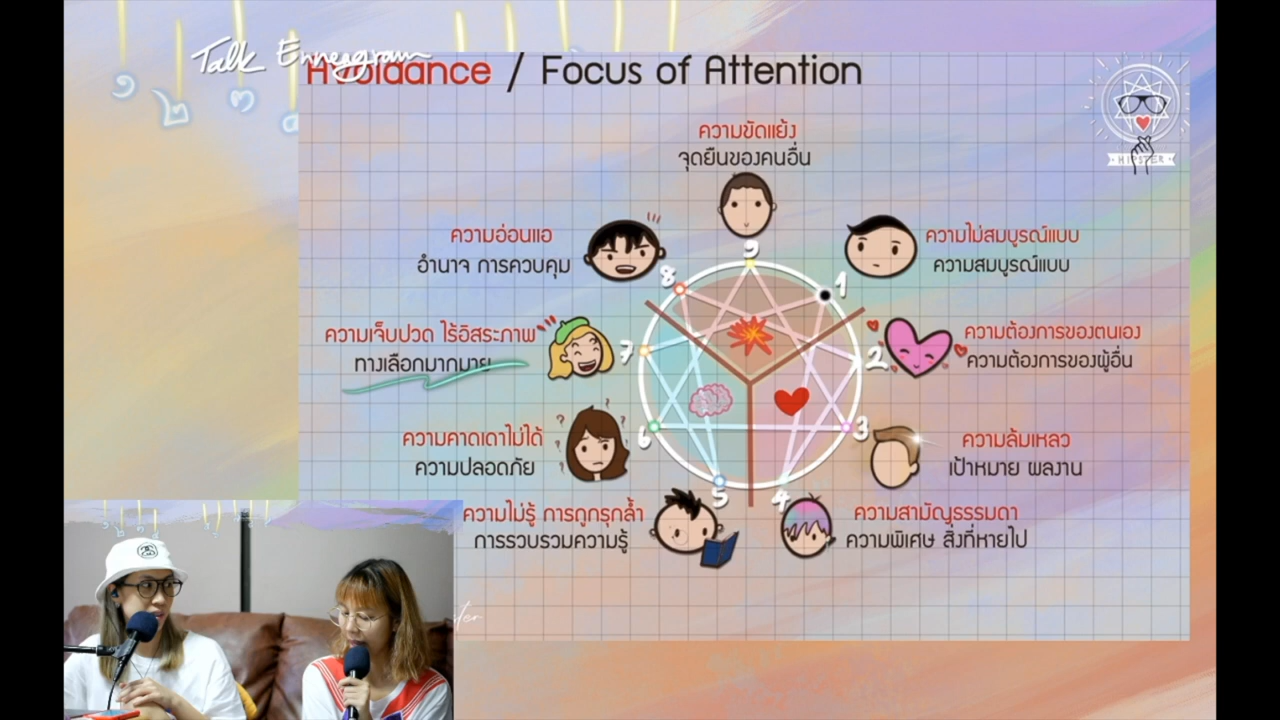 Talk Enneagram
๑ ๒ ๓
Avoidance / Focus of Attention
HIPSTER
ความขัดแย้ง
จุดยืนของคนอื่น
9
ความไม่สมบูรณ์แบบ
ความสมบูรณ์แบบ
1
ความต้องการของตนเอง
ความต้องการของผู้อื่น
2
ความล้มเหลว
เป้าหมาย ผลงาน
3
ความสามัญธรรมดา
ความพิเศษ สิ่งที่หายไป
4
ความไม่รู้ การถูกรุกล้ำ
การรวบรวมความรู้
5
ความคาดเดาไม่ได้
ความปลอดภัย
6
ความเจ็บปวด ไร้อิสระภาพ
ทางเลือกมากมาย
7
ความอ่อนแอ
อำนาจ การควบคุม
8